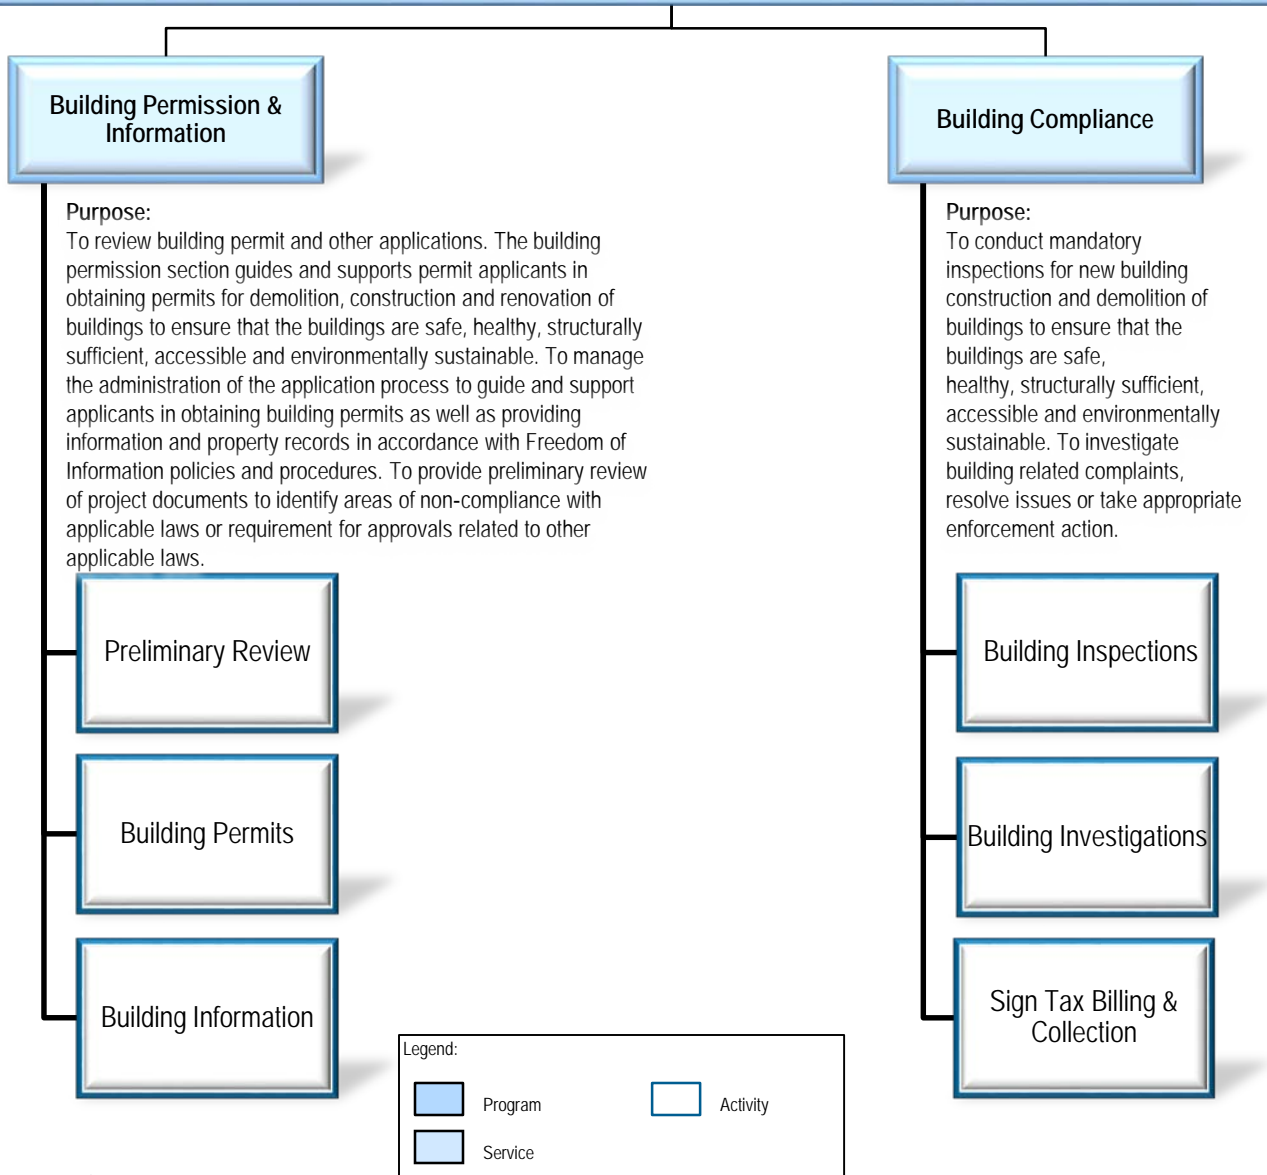 Building Permission &
Information
Purpose:
To review building permit and other applications. The building
permission section guides and supports permit applicants in
obtaining permits for demolition, construction and renovation of
buildings to ensure that the buildings are safe, healthy, structurally
sufficient, accessible and environmentally sustainable. To manage
the administration of the application process to guide and support
applicants in obtaining building permits as well as providing
information and property records in accordance with Freedom of
Information policies and procedures. To provide preliminary review
of project documents to identify areas of non-compliance with
applicable laws or requirement for approvals related to other
applicable laws.
Preliminary Review
Building Permits
Building Information
Building Compliance
Purpose:
To conduct mandatory
inspections for new building
construction and demolition of
buildings to ensure that the
buildings are safe,
healthy, structurally sufficient,
accessible and environmentally
sustainable. To investigate
building related complaints,
resolve issues or take appropriate
enforcement action.
Building Inspections
Building Investigations
Sign Tax Billing &
Collection
Legend:
Program
Activity
Service